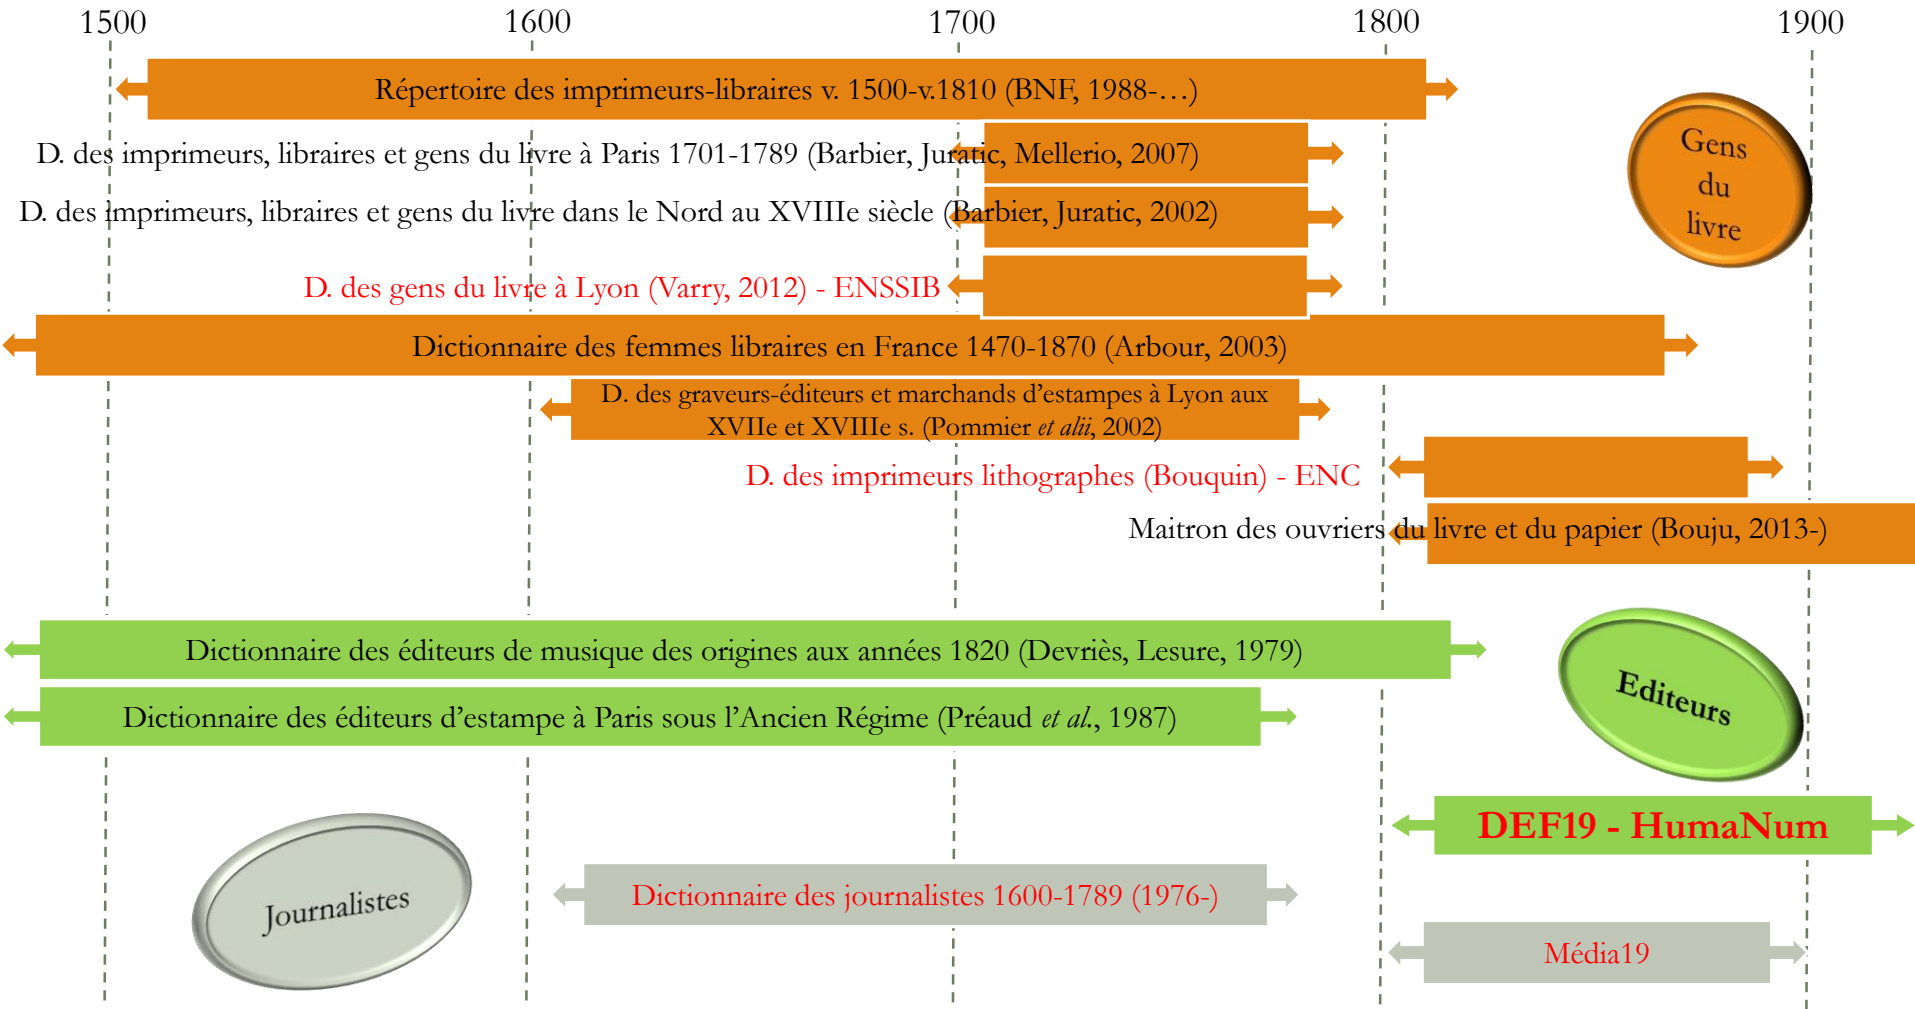 1500 1600 1700 1800 1900
Répertoire des imprimeurs-libraires v. 1500-v.1810 (BNF, 1988-…)
D. des imprimeurs, libraires et gens du livre à Paris 1701-1789 (Barbier, Juratic, Mellerio, 2007)
Gens
du
livre
D. des imprimeurs, libraires et gens du livre dans le Nord au XVIIIe siècle (Barbier, Juratic, 2002)
D. des gens du livre à Lyon (Varry, 2012) - ENSSIB
Dictionnaire des femmes libraires en France 1470-1870 (Arbour, 2003)
D. des graveurs-éditeurs et marchands d’estampes à Lyon aux
XVIIe et XVIIIe s. (Pommier et alii, 2002)
D. des imprimeurs lithographes (Bouquin) - ENC
Maitron des ouvriers du livre et du papier (Bouju, 2013-)
Dictionnaire des éditeurs de musique des origines aux années 1820 (Devriès, Lesure, 1979)
Editeurs
Dictionnaire des éditeurs d’estampe à Paris sous l’Ancien Régime (Préaud et al., 1987)
DEF19 - HumaNum
Journalistes
Dictionnaire des journalistes 1600-1789 (1976-)
Média19